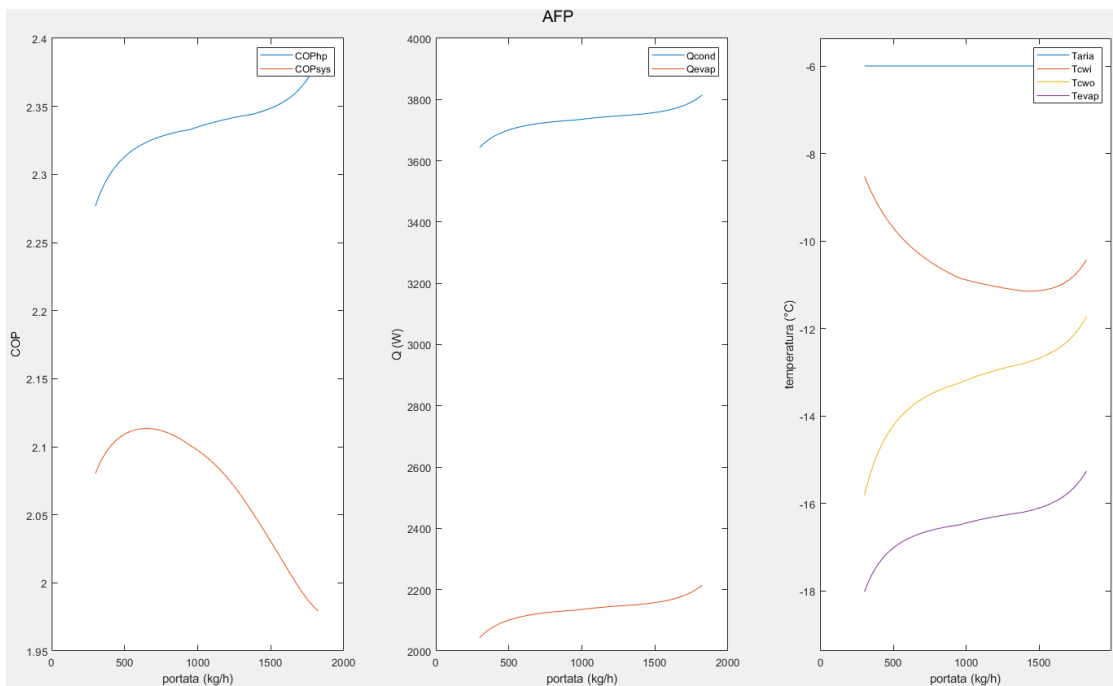 AFP
COP
2.4
2.35
2.3
2.25
2.2
2.15
2.1
2.05
2
1.95
0
500
1000
1500
2000
portata (kg/h)
COPhp
COPsys
Q (W)
4000
3800
3600
3400
3200
3000
2800
2600
2400
2200
2000
0
500
1000
1500
2000
portata (kg/h)
Qcond
Qevap
temperatura (°C)
-6
-8
-10
-12
-14
-16
-18
0
500
1000
1500
portata (kg/h)
Taria
Tcwi
Tcwo
Tevap